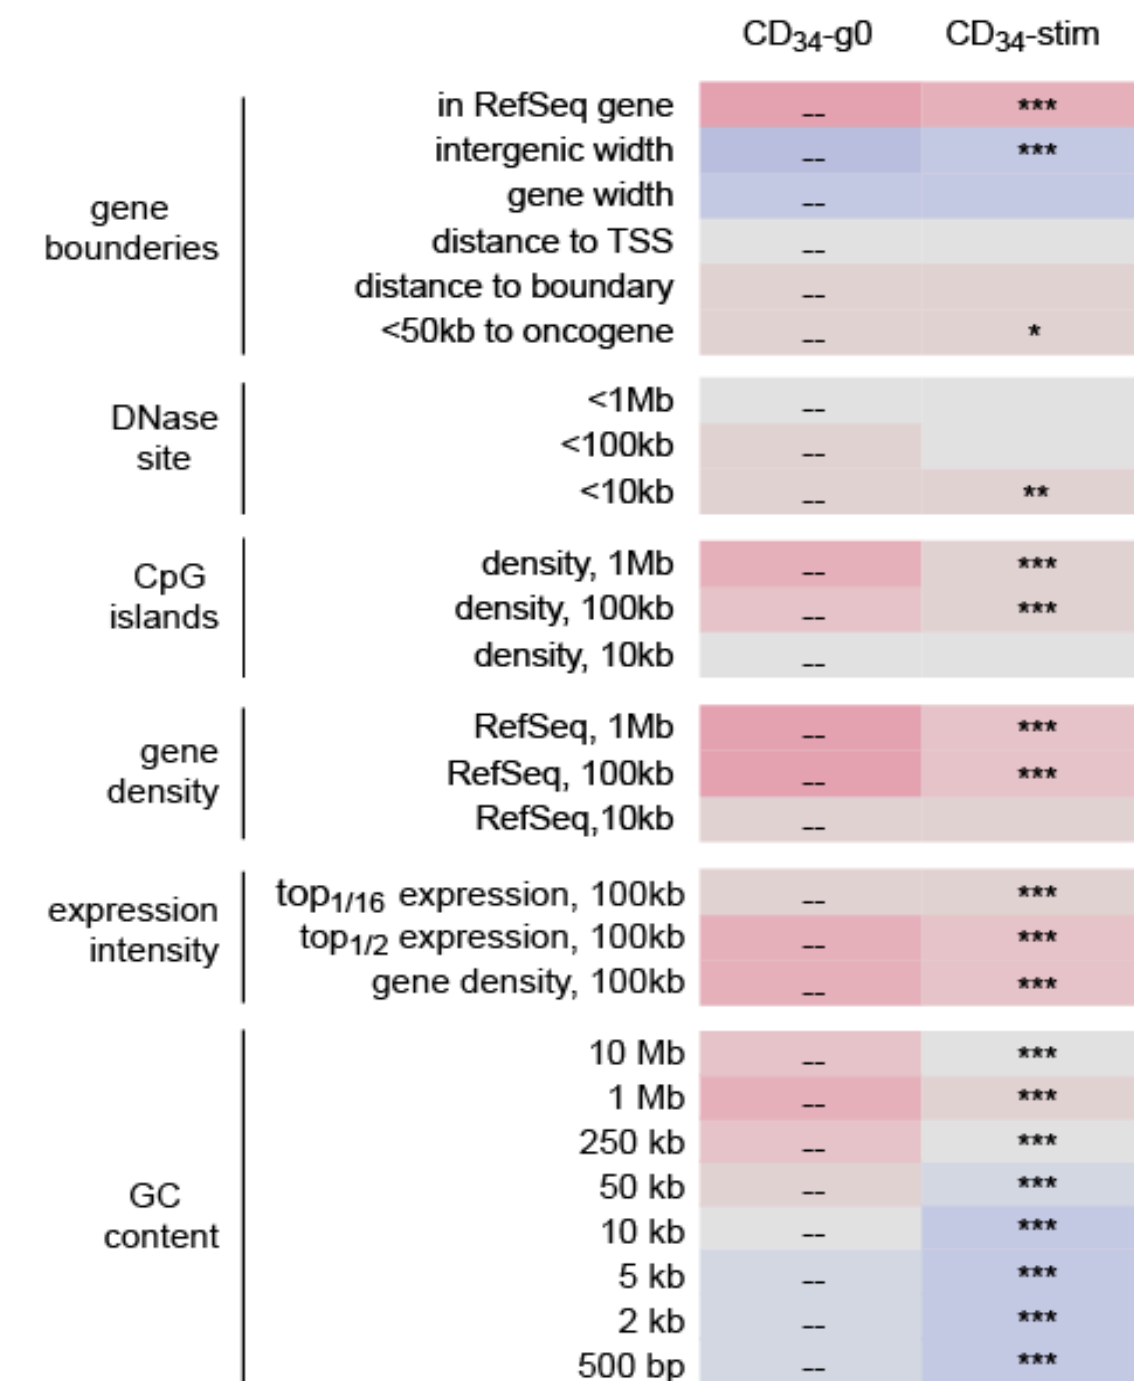 CD34-g0 CD34-stim
gene
bounderies
in RefSeq gene -- ***
intergenic width -- ***
gene width --
distance to TSS --
distance to boundary --
<50kb to oncogene -- *
DNase
site
<1Mb --
<100kb --
<10kb -- **
CpG
islands
density, 1Mb -- ***
density, 100kb -- ***
density, 10kb --
gene
density
RefSeq, 1Mb -- ***
RefSeq, 100kb -- ***
RefSeq,10kb --
expression
intensity
top1/16 expression, 100kb -- ***
top1/2 expression, 100kb -- ***
gene density, 100kb -- ***
GC
content
10 Mb -- ***
1 Mb -- ***
250 kb -- ***
50 kb -- ***
10 kb -- ***
5 kb -- ***
2 kb -- ***
500 bp -- ***